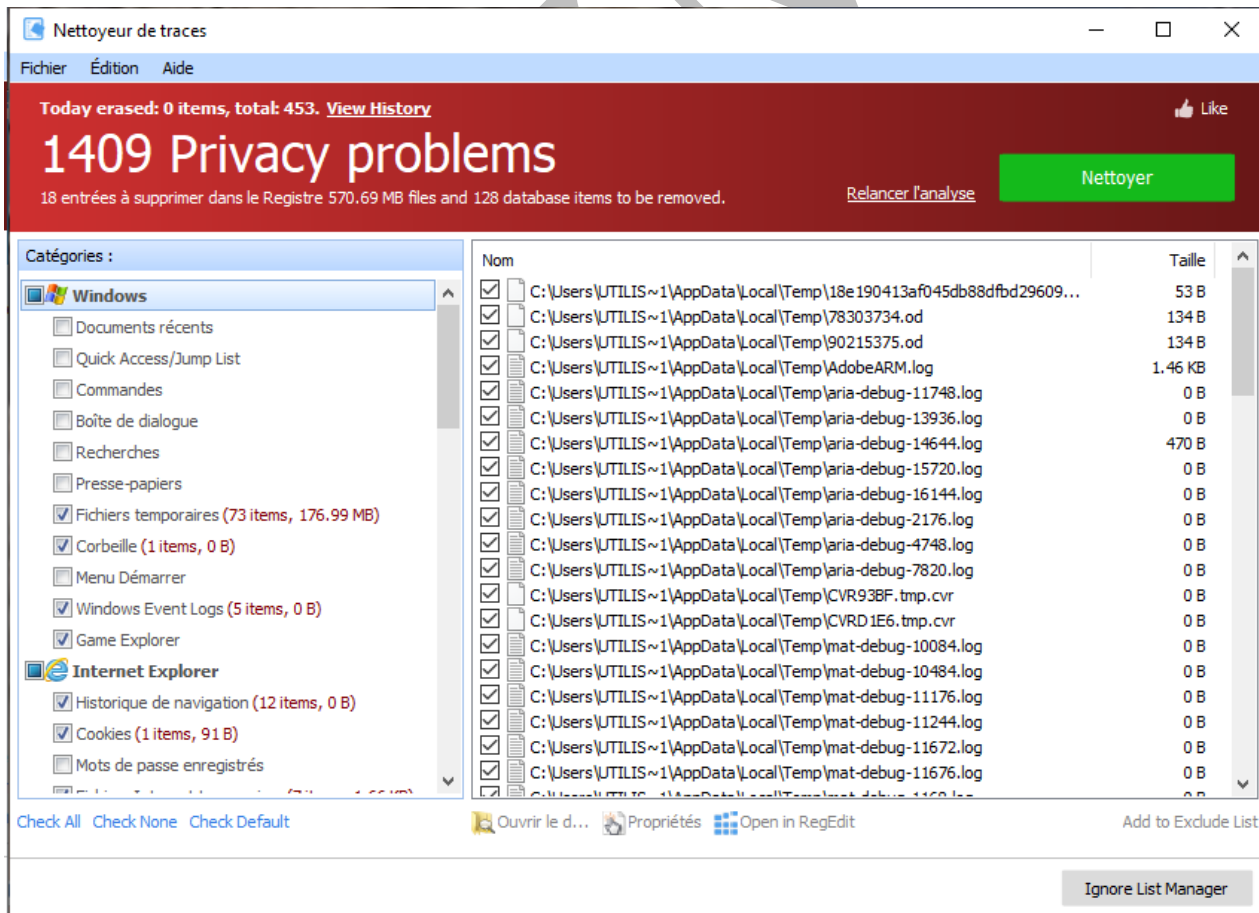 Nettoyeur de traces
Fichier Édition Aide
Today erased: 0 items, total: 453. View History
Like
1409 Privacy problems
18 entrées à supprimer dans le Registre 570.69 MB files and 128 database items to be removed.
Relancer l'analyse
Nettoyer
Catégories :
Windows
Documents récents
Quick Access/Jump List
Commandes
Boîte de dialogue
Recherches
Presse-papiers
Fichiers temporaires (73 items, 176.99 MB)
Corbeille (1 items, 0 B)
Menu Démarrer
Windows Event Logs (5 items, 0 B)
Game Explorer
Internet Explorer
Historique de navigation (12 items, 0 B)
Cookies (1 items, 91 B)
Mots de passe enregistrés
Check All Check None Check Default
Nom Taille
C:\Users\UTILIS~1\AppData\Local\Temp\18e190413af045db88dfbd29609... 53 B
C:\Users\UTILIS~1\AppData\Local\Temp\78303734.od 134 B
C:\Users\UTILIS~1\AppData\Local\Temp\90215375.od 134 B
C:\Users\UTILIS~1\AppData\Local\Temp\AdobeARM.log 1.46 KB
C:\Users\UTILIS~1\AppData\Local\Temp\aria-debug-11748.log 0 B
C:\Users\UTILIS~1\AppData\Local\Temp\aria-debug-13936.log 0 B
C:\Users\UTILIS~1\AppData\Local\Temp\aria-debug-14644.log 470 B
C:\Users\UTILIS~1\AppData\Local\Temp\aria-debug-15720.log 0 B
C:\Users\UTILIS~1\AppData\Local\Temp\aria-debug-16144.log 0 B
C:\Users\UTILIS~1\AppData\Local\Temp\aria-debug-2176.log 0 B
C:\Users\UTILIS~1\AppData\Local\Temp\aria-debug-4748.log 0 B
C:\Users\UTILIS~1\AppData\Local\Temp\aria-debug-7820.log 0 B
C:\Users\UTILIS~1\AppData\Local\Temp\CVR93BF.tmp.cvr 0 B
C:\Users\UTILIS~1\AppData\Local\Temp\CVRD1E6.tmp.cvr 0 B
C:\Users\UTILIS~1\AppData\Local\Temp\mat-debug-10084.log 0 B
C:\Users\UTILIS~1\AppData\Local\Temp\mat-debug-10484.log 0 B
C:\Users\UTILIS~1\AppData\Local\Temp\mat-debug-11176.log 0 B
C:\Users\UTILIS~1\AppData\Local\Temp\mat-debug-11244.log 0 B
C:\Users\UTILIS~1\AppData\Local\Temp\mat-debug-11672.log 0 B
C:\Users\UTILIS~1\AppData\Local\Temp\mat-debug-11676.log 0 B
Ouvrir le d... Propriétés Open in RegEdit Add to Exclude List
Ignore List Manager